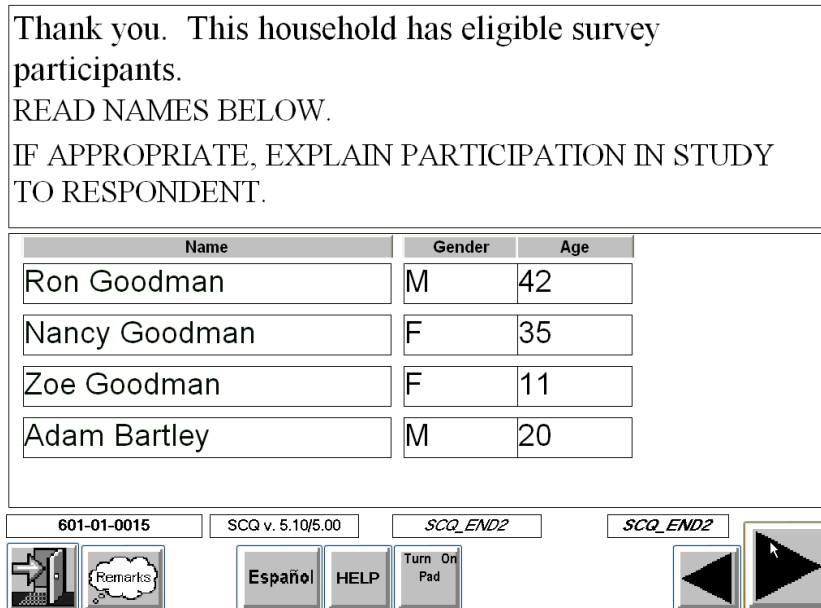 Thank you.  This household has eligible survey
participants.
READ NAMES BELOW.
IF APPROPRIATE, EXPLAIN PARTICIPATION IN STUDY
TO RESPONDENT.
Name Gender Age
Ron Goodman M 42
Nancy Goodman F 35
Zoe Goodman F 11
Adam Bartley M 20
601-01-0015 SCQ v. 5.10/5.00 SCQ_END2 SCQ_END2
Remarks Español HELP Turn On
Pad